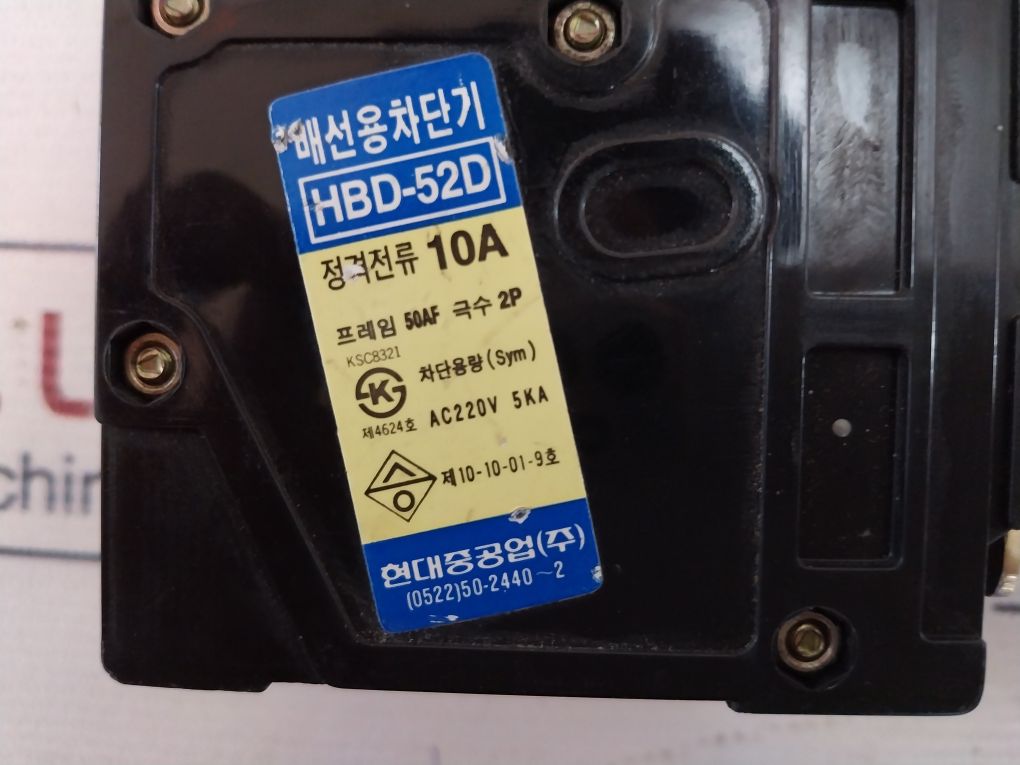 배선용차단기
HBD-52D
정격전류 10A
프레임 50AF 극수 2P
KSC8321
차단용량(Sym)
제4624호
AC220V 5KA
제10-10-01-9호
현대중공업(주)
(0522)50-2440~2